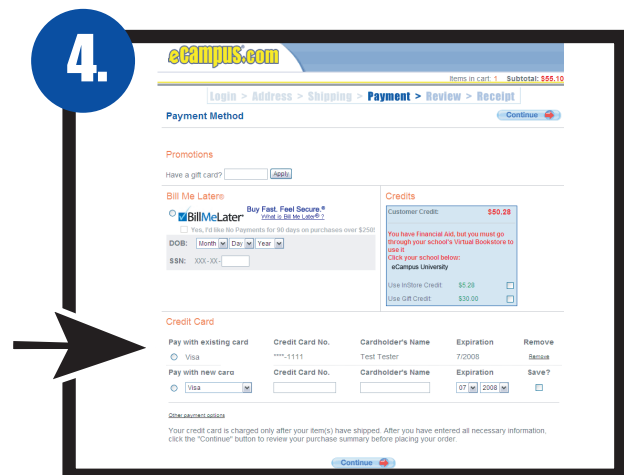 4.
eCampus.com
Items in cart: 1 Subtotal: $55.10
Login > Address > Shipping > Payment > Review > Receipt
Payment Method
Continue
Promotions
Have a gift card? Apply
Bill Me Later®
Buy Fast. Feel Secure.®
BillMeLater®
What is Bill Me Later® ?
Yes, I'd like No Payments for 90 days on purchases over $250!
DOB: Month Day Year
SSN: XXX-XX-
Credits
Customer Credit: $50.28
You have Financial Aid, but you must go
through your school's Virtual Bookstore to
use it
Click your school below:
eCampus University
Use InStore Credit $5.28
Use Gift Credit $30.00
Credit Card
Pay with existing card Credit Card No. Cardholder's Name Expiration Remove
Visa ****-1111 Test Tester 7/2008 Remove
Pay with new card Credit Card No. Cardholder's Name Expiration Save?
Visa 07 2008
Other payment options
Your credit card is charged only after your item(s) have shipped. After you have entered all necessary information,
click the "Continue" button to review your purchase summary before placing your order.
Continue